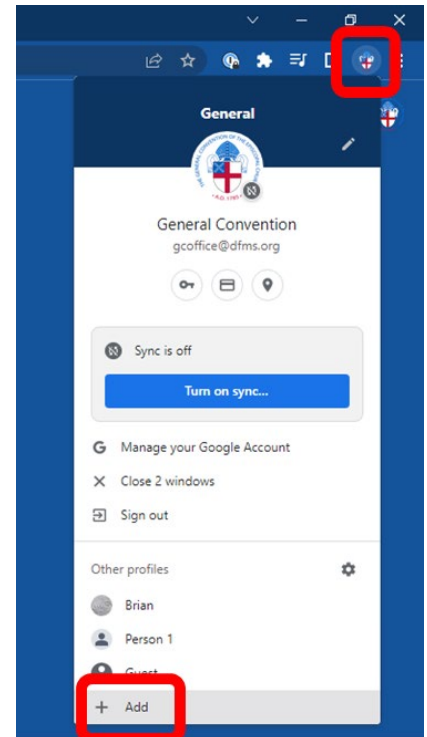 General
General Convention
gcoffice@dfms.org
Sync is off
Turn on sync...
Manage your Google Account
Close 2 windows
Sign out
Other profiles
Brian
Person 1
Guest
Add